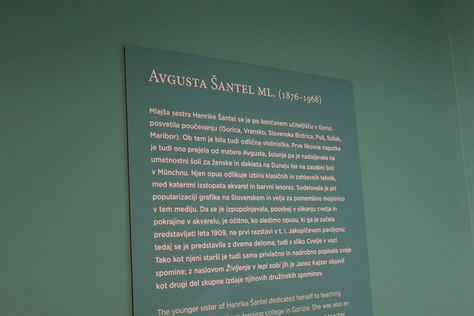 AVGUSTA ŠANTEL ML. (1876–1968)
Mlajša sestra Henrike Šantel se je po končanem učiteljišču v Gorici
posvetila poučevanju (Gorica, Vransko, Slovenska Bistrica, Pulj, Sušak,
Maribor). Ob tem je bila tudi odlična violinistka. Prve likovne napotke
je tudi ona prejela od matere Avguste, šolanje pa je nadaljevala na
umetnostni šoli za ženske in dekleta na Dunaju ter na zasebni šoli
v Münchnu. Njen opus odlikuje izbira klasičnih in zahtevnih tehnik,
med katerimi izstopata akvarel in barvni lesorez. Sodelovala je pri
popularizaciji grafike na Slovenskem in velja za pomembno mojstrico
v tem mediju. Da se je izpopolnjevala, posebej v slikanju cvetja in
pokrajine v akvarelu, je očitno, ko sledimo opusu, ki ga je začela
predstavljati leta 1909, na prvi razstavi v t. i. Jakopičevem paviljonu;
tedaj se je predstavila z dvema deloma, tudi s sliko Cvetje v vazi.
Tako kot njeni starši je tudi sama privlačno in nadrobno popisala svoje
spomine; z naslovom Življenje v lepi sobi jih je Janez Kajzer objavil
kot drugi del skupne izdaje njihovih družinskih spominov.
The younger sister of Henrika Šantel dedicated herself to teaching
training college in Gorizia. She was also an